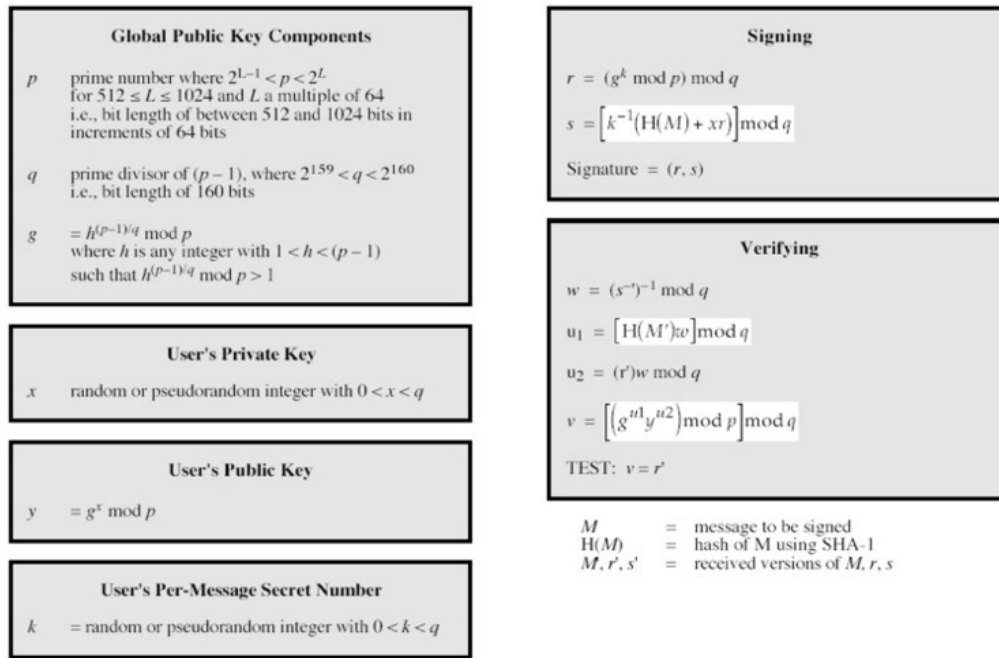 Global Public Key Components
p prime number where 2^{L−1} < p < 2^L
for 512 ≤ L ≤ 1024 and L a multiple of 64
i.e., bit length of between 512 and 1024 bits in
increments of 64 bits
q prime divisor of (p − 1), where 2^{159} < q < 2^{160}
i.e., bit length of 160 bits
g = h^{(p−1)/q} mod p
where h is any integer with 1 < h < (p − 1)
such that h^{(p−1)/q} mod p > 1
User's Private Key
x random or pseudorandom integer with 0 < x < q
User's Public Key
y = g^x mod p
User's Per-Message Secret Number
k = random or pseudorandom integer with 0 < k < q
Signing
r = (g^k mod p) mod q
s = [k^{−1}(H(M) + xr)] mod q
Signature = (r, s)
Verifying
w = (s^{−'})^{−1} mod q
u_1 = [H(M')w] mod q
u_2 = (r')w mod q
v = [(g^{u1} y^{u2}) mod p] mod q
TEST: v = r'
M = message to be signed
H(M) = hash of M using SHA-1
M', r', s' = received versions of M, r, s